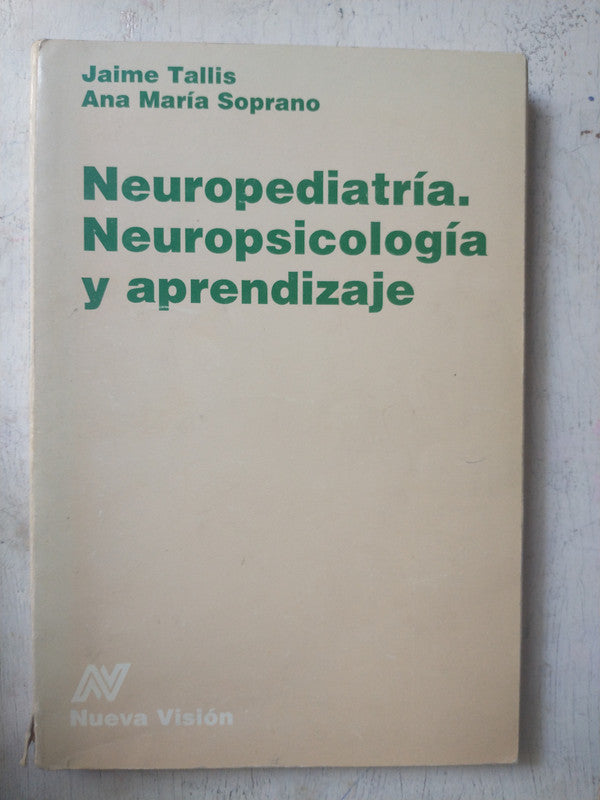 Jaime Tallis
Ana María Soprano
Neuropediatría.
Neuropsicología
y aprendizaje
Nueva Visión